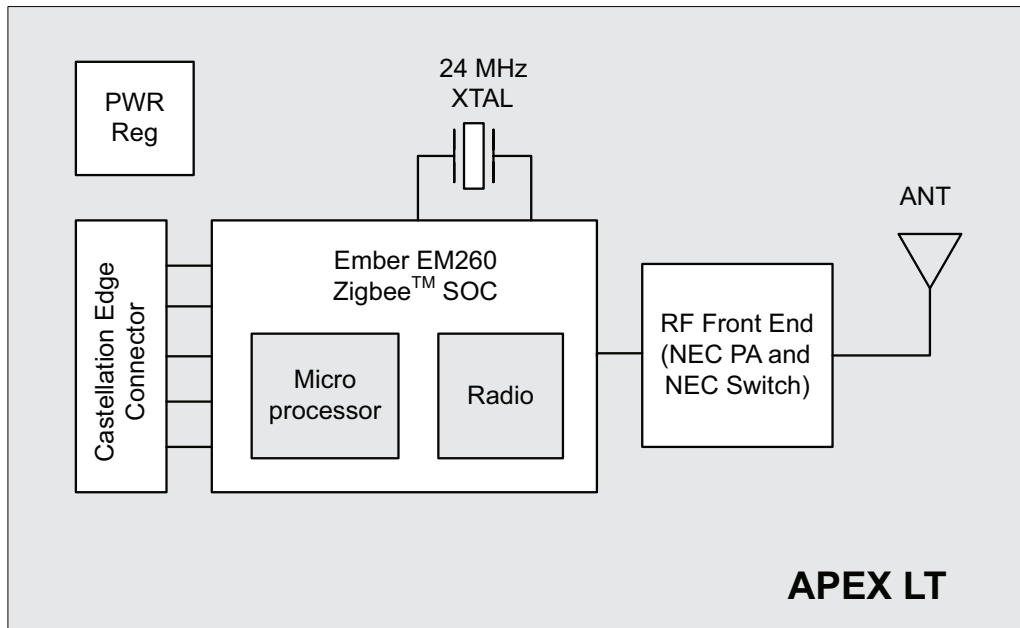 PWR
Reg
24 MHz
XTAL
ANT
Castellation Edge
Connector
Ember EM260
Zigbee™ SOC
Micro
processor
Radio
RF Front End
(NEC PA and
NEC Switch)
APEX LT